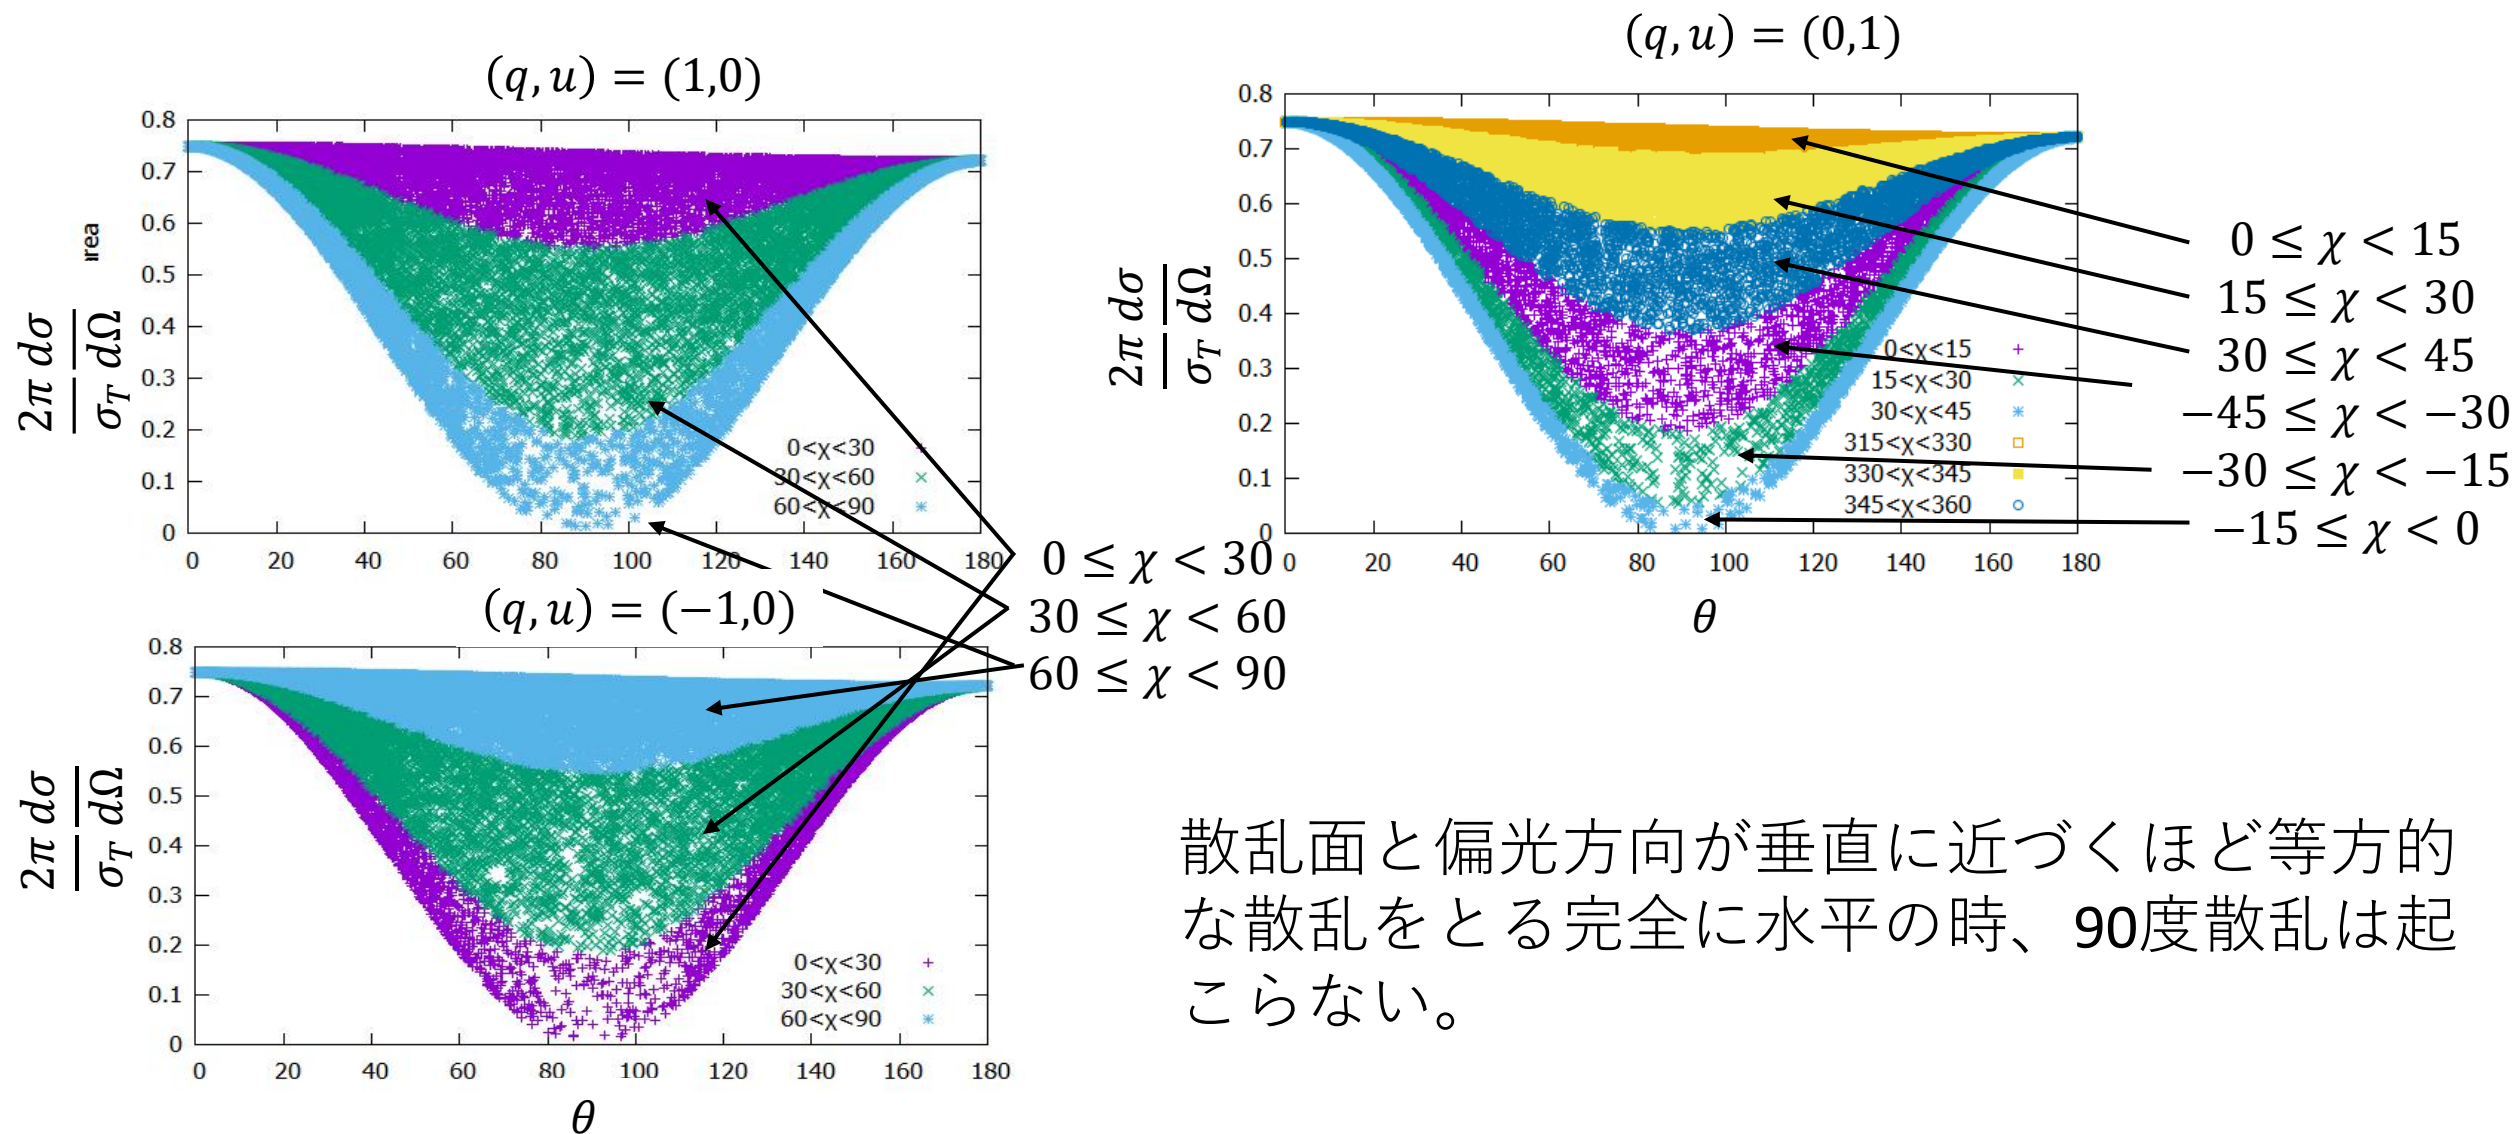 (q,u) = (1,0)
area
2π dσ
σT dΩ
0.8
0.7
0.6
0.5
0.4
0.3
0.2
0.1
0
0<χ<30
30<χ<60
60<χ<90
0 20 40 60 80 100 120 140 160 180
(q,u) = (−1,0)
2π dσ
σT dΩ
0.8
0.7
0.6
0.5
0.4
0.3
0.2
0.1
0
0<χ<30
30<χ<60
60<χ<90
0 20 40 60 80 100 120 140 160 180
θ
0 ≤ χ < 30
30 ≤ χ < 60
60 ≤ χ < 90
(q,u) = (0,1)
2π dσ
σT dΩ
0.8
0.7
0.6
0.5
0.4
0.3
0.2
0.1
0
0<χ<15
15<χ<30
30<χ<45
315<χ<330
330<χ<345
345<χ<360
0 20 40 60 80 100 120 140 160 180
θ
0 ≤ χ < 15
15 ≤ χ < 30
30 ≤ χ < 45
−45 ≤ χ < −30
−30 ≤ χ < −15
−15 ≤ χ < 0
散乱面と偏光方向が垂直に近づくほど等方的
な散乱をとる完全に水平の時、90度散乱は起
こらない。